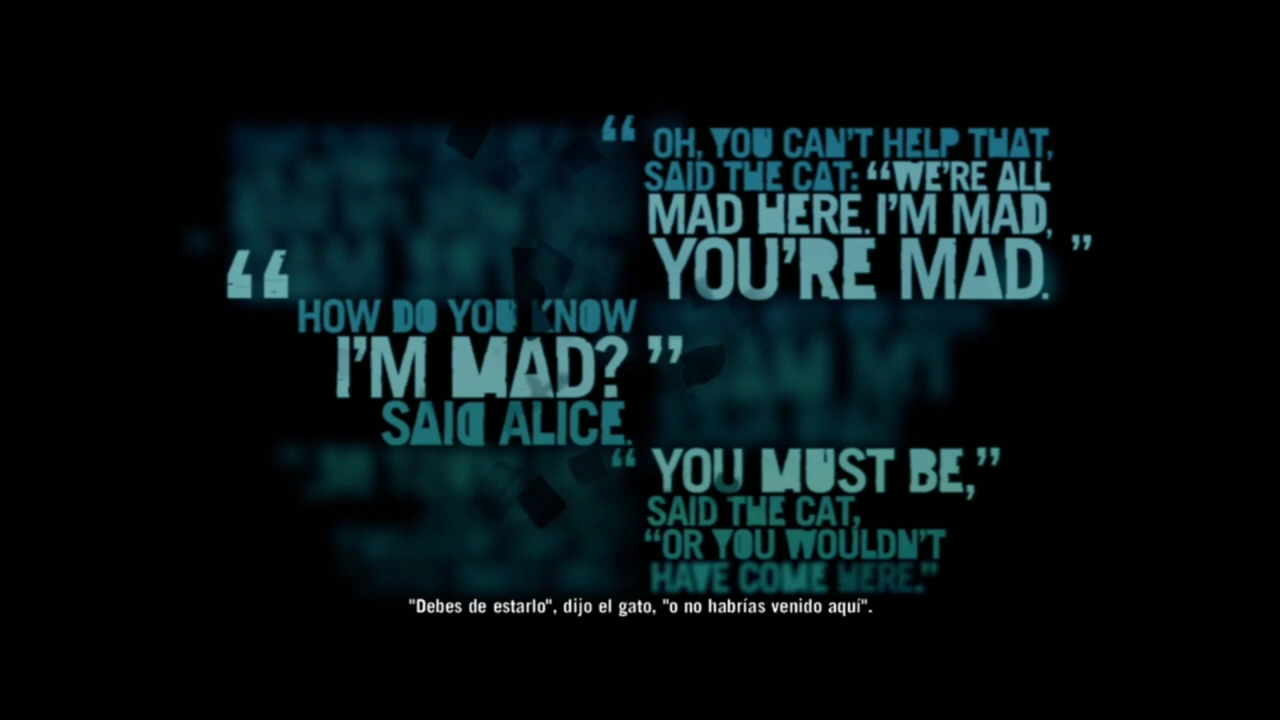 “ OH, YOU CAN'T HELP THAT,
SAID THE CAT: “WE'RE ALL
MAD HERE. I'M MAD,
YOU'RE MAD. ”
“ HOW DO YOU KNOW
I'M MAD? ”
SAID ALICE.
“ YOU MUST BE,”
SAID THE CAT,
“OR YOU WOULDN'T
HAVE COME HERE.”
"Debes de estarlo", dijo el gato, "o no habrías venido aquí".